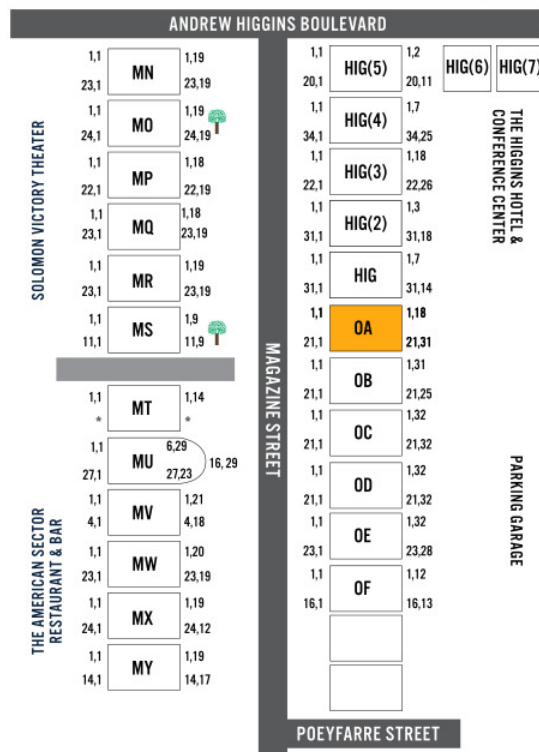 ANDREW HIGGINS BOULEVARD
1,1 MN 1,19
23,1 23,19
1,1 MO 1,19
24,1 24,19
1,1 MP 1,18
22,1 22,19
1,1 MQ 1,18
23,1 23,19
1,1 MR 1,19
23,1 23,19
1,1 MS 1,9
11,1 11,9
SOLOMON VICTORY THEATER
1,1 MT 1,14
* *
1,1 MU 6,29
16,29
27,1 27,23
1,1 MV 1,21
4,1 4,18
1,1 MW 1,20
23,1 23,19
1,1 MX 1,19
24,1 24,12
1,1 MY 1,19
14,1 14,17
THE AMERICAN SECTOR
RESTAURANT & BAR
MAGAZINE STREET
1,1 HIG(5) 1,2
20,1 20,11
HIG(6) HIG(7)
1,1 HIG(4) 1,7
34,1 34,25
1,1 HIG(3) 1,18
22,1 22,26
1,1 HIG(2) 1,3
31,1 31,18
1,1 HIG 1,7
31,1 31,14
1,1 OA 1,18
21,1 21,31
1,1 OB 1,31
21,1 21,25
1,1 OC 1,32
21,1 21,32
1,1 OD 1,32
21,1 21,32
1,1 OE 1,32
23,1 23,28
1,1 OF 1,12
16,1 16,13
THE HIGGINS HOTEL &
CONFERENCE CENTER
PARKING GARAGE
POEYFARRE STREET